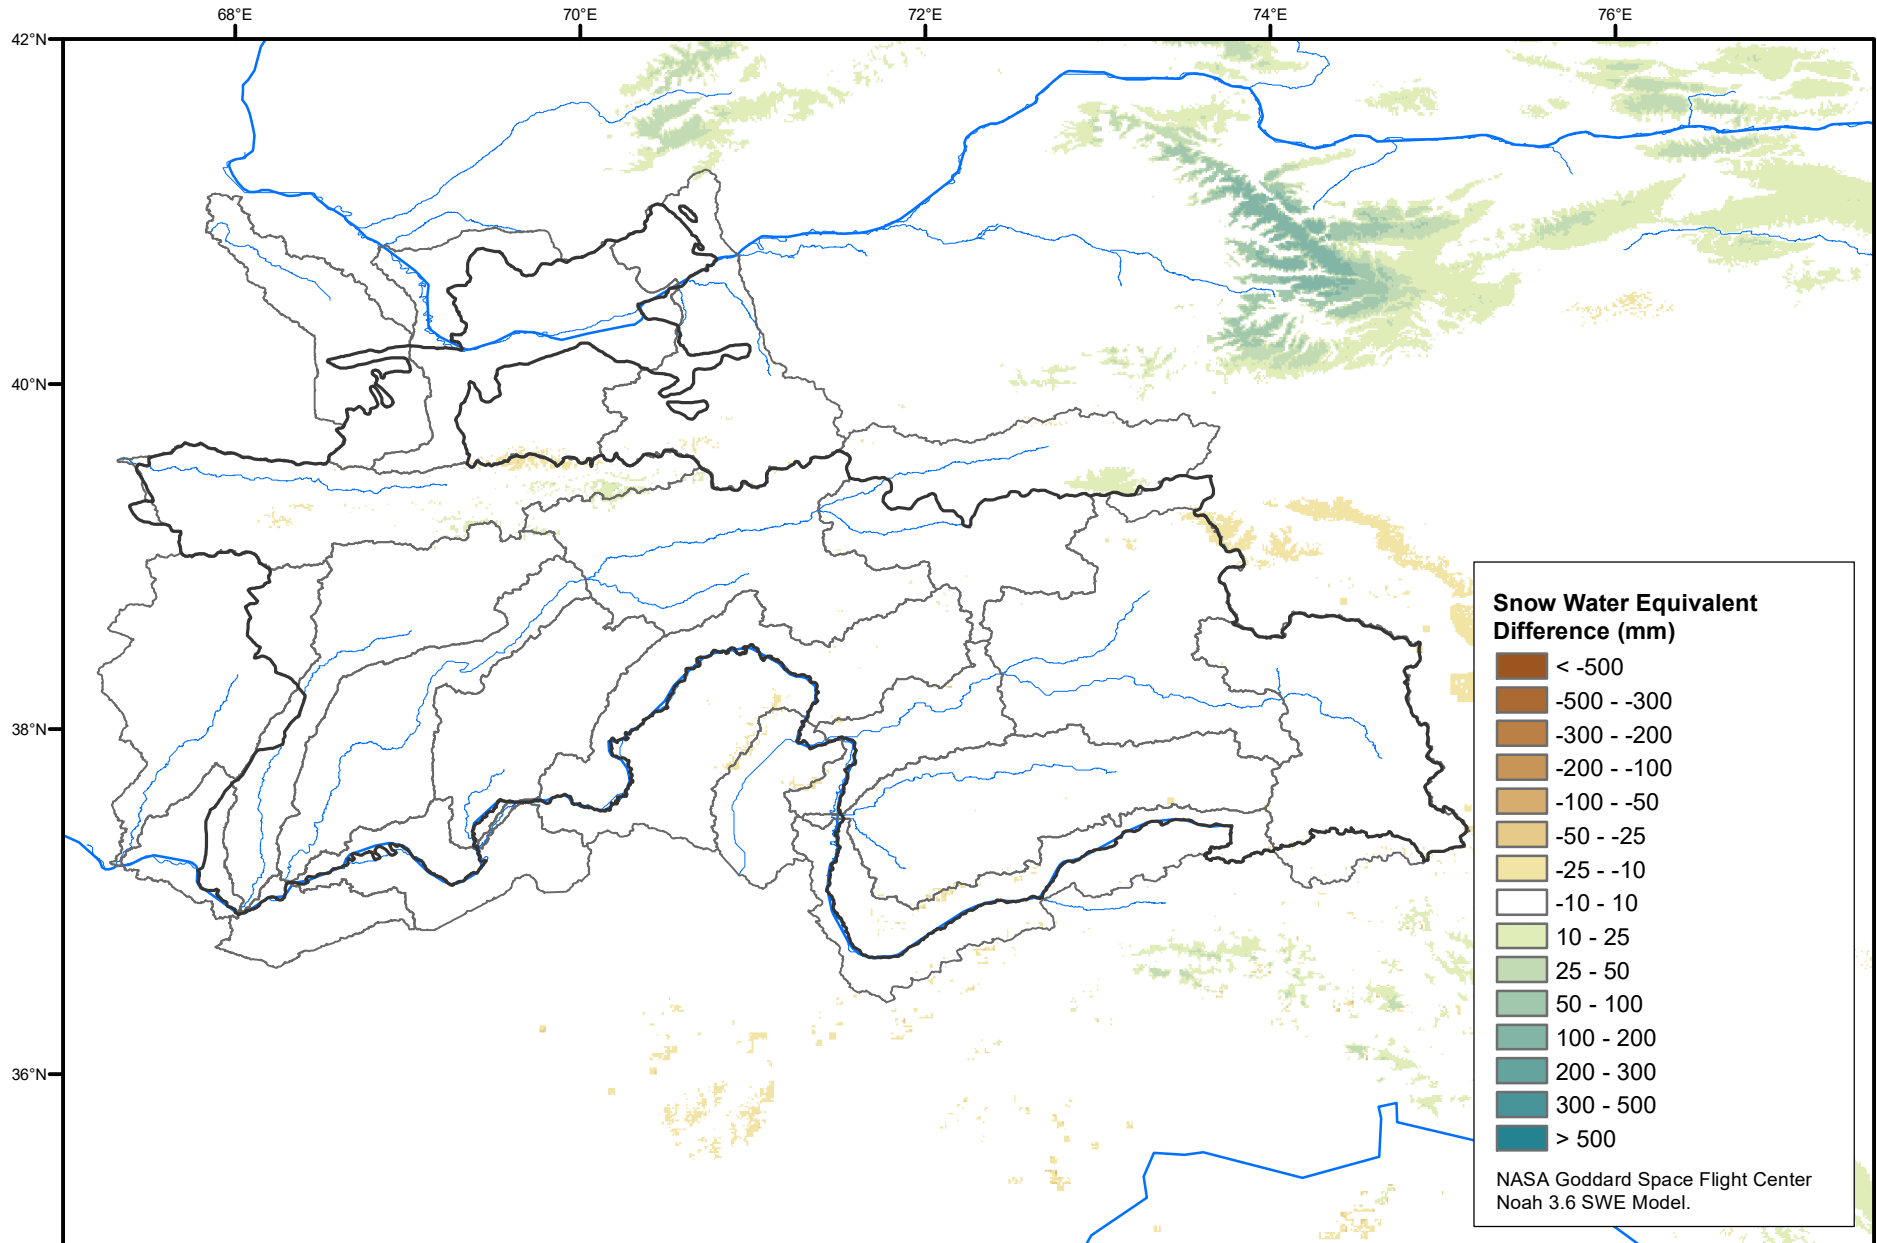 68°E 70°E 72°E 74°E 76°E
42°N
40°N
38°N
36°N
Snow Water Equivalent
Difference (mm)
< -500
-500 - -300
-300 - -200
-200 - -100
-100 - -50
-50 - -25
-25 - -10
-10 - 10
10 - 25
25 - 50
50 - 100
100 - 200
200 - 300
300 - 500
> 500
NASA Goddard Space Flight Center
Noah 3.6 SWE Model.